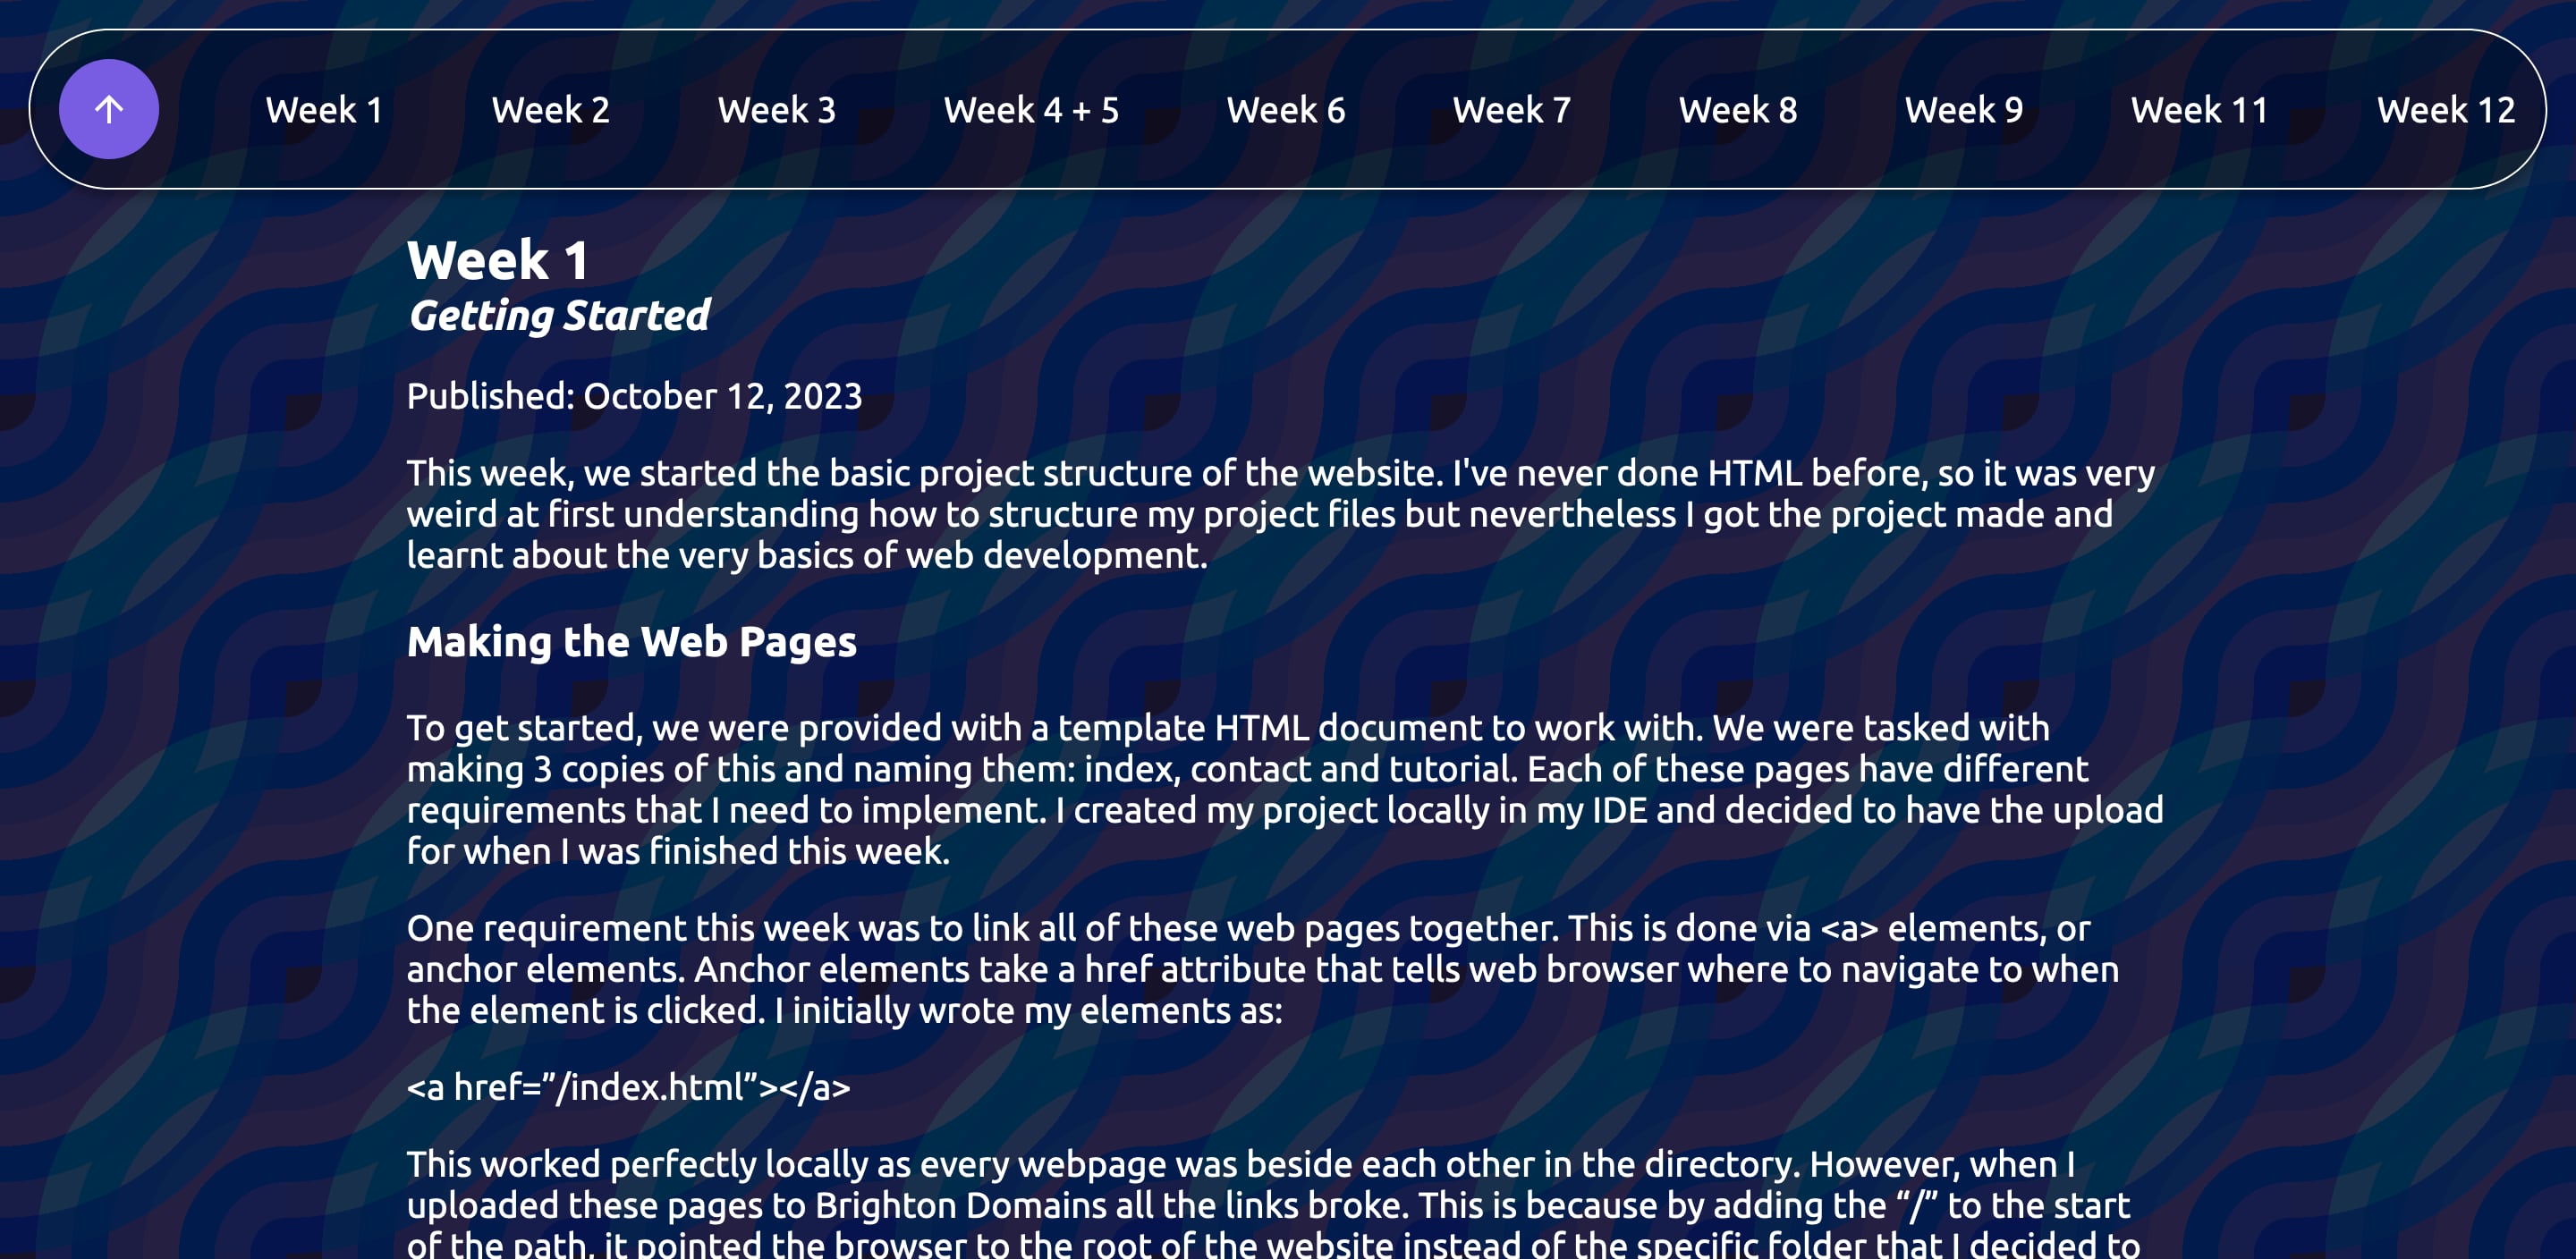 Week 1 Week 2 Week 3 Week 4 + 5 Week 6 Week 7 Week 8 Week 9 Week 11 Week 12
Week 1
Getting Started
Published: October 12, 2023
This week, we started the basic project structure of the website. I've never done HTML before, so it was very
weird at first understanding how to structure my project files but nevertheless I got the project made and
learnt about the very basics of web development.
Making the Web Pages
To get started, we were provided with a template HTML document to work with. We were tasked with
making 3 copies of this and naming them: index, contact and tutorial. Each of these pages have different
requirements that I need to implement. I created my project locally in my IDE and decided to have the upload
for when I was finished this week.
One requirement this week was to link all of these web pages together. This is done via <a> elements, or
anchor elements. Anchor elements take a href attribute that tells web browser where to navigate to when
the element is clicked. I initially wrote my elements as:
<a href=”/index.html”></a>
This worked perfectly locally as every webpage was beside each other in the directory. However, when I
uploaded these pages to Brighton Domains all the links broke. This is because by adding the “/” to the start
of the path, it pointed the browser to the root of the website instead of the specific folder that I decided to